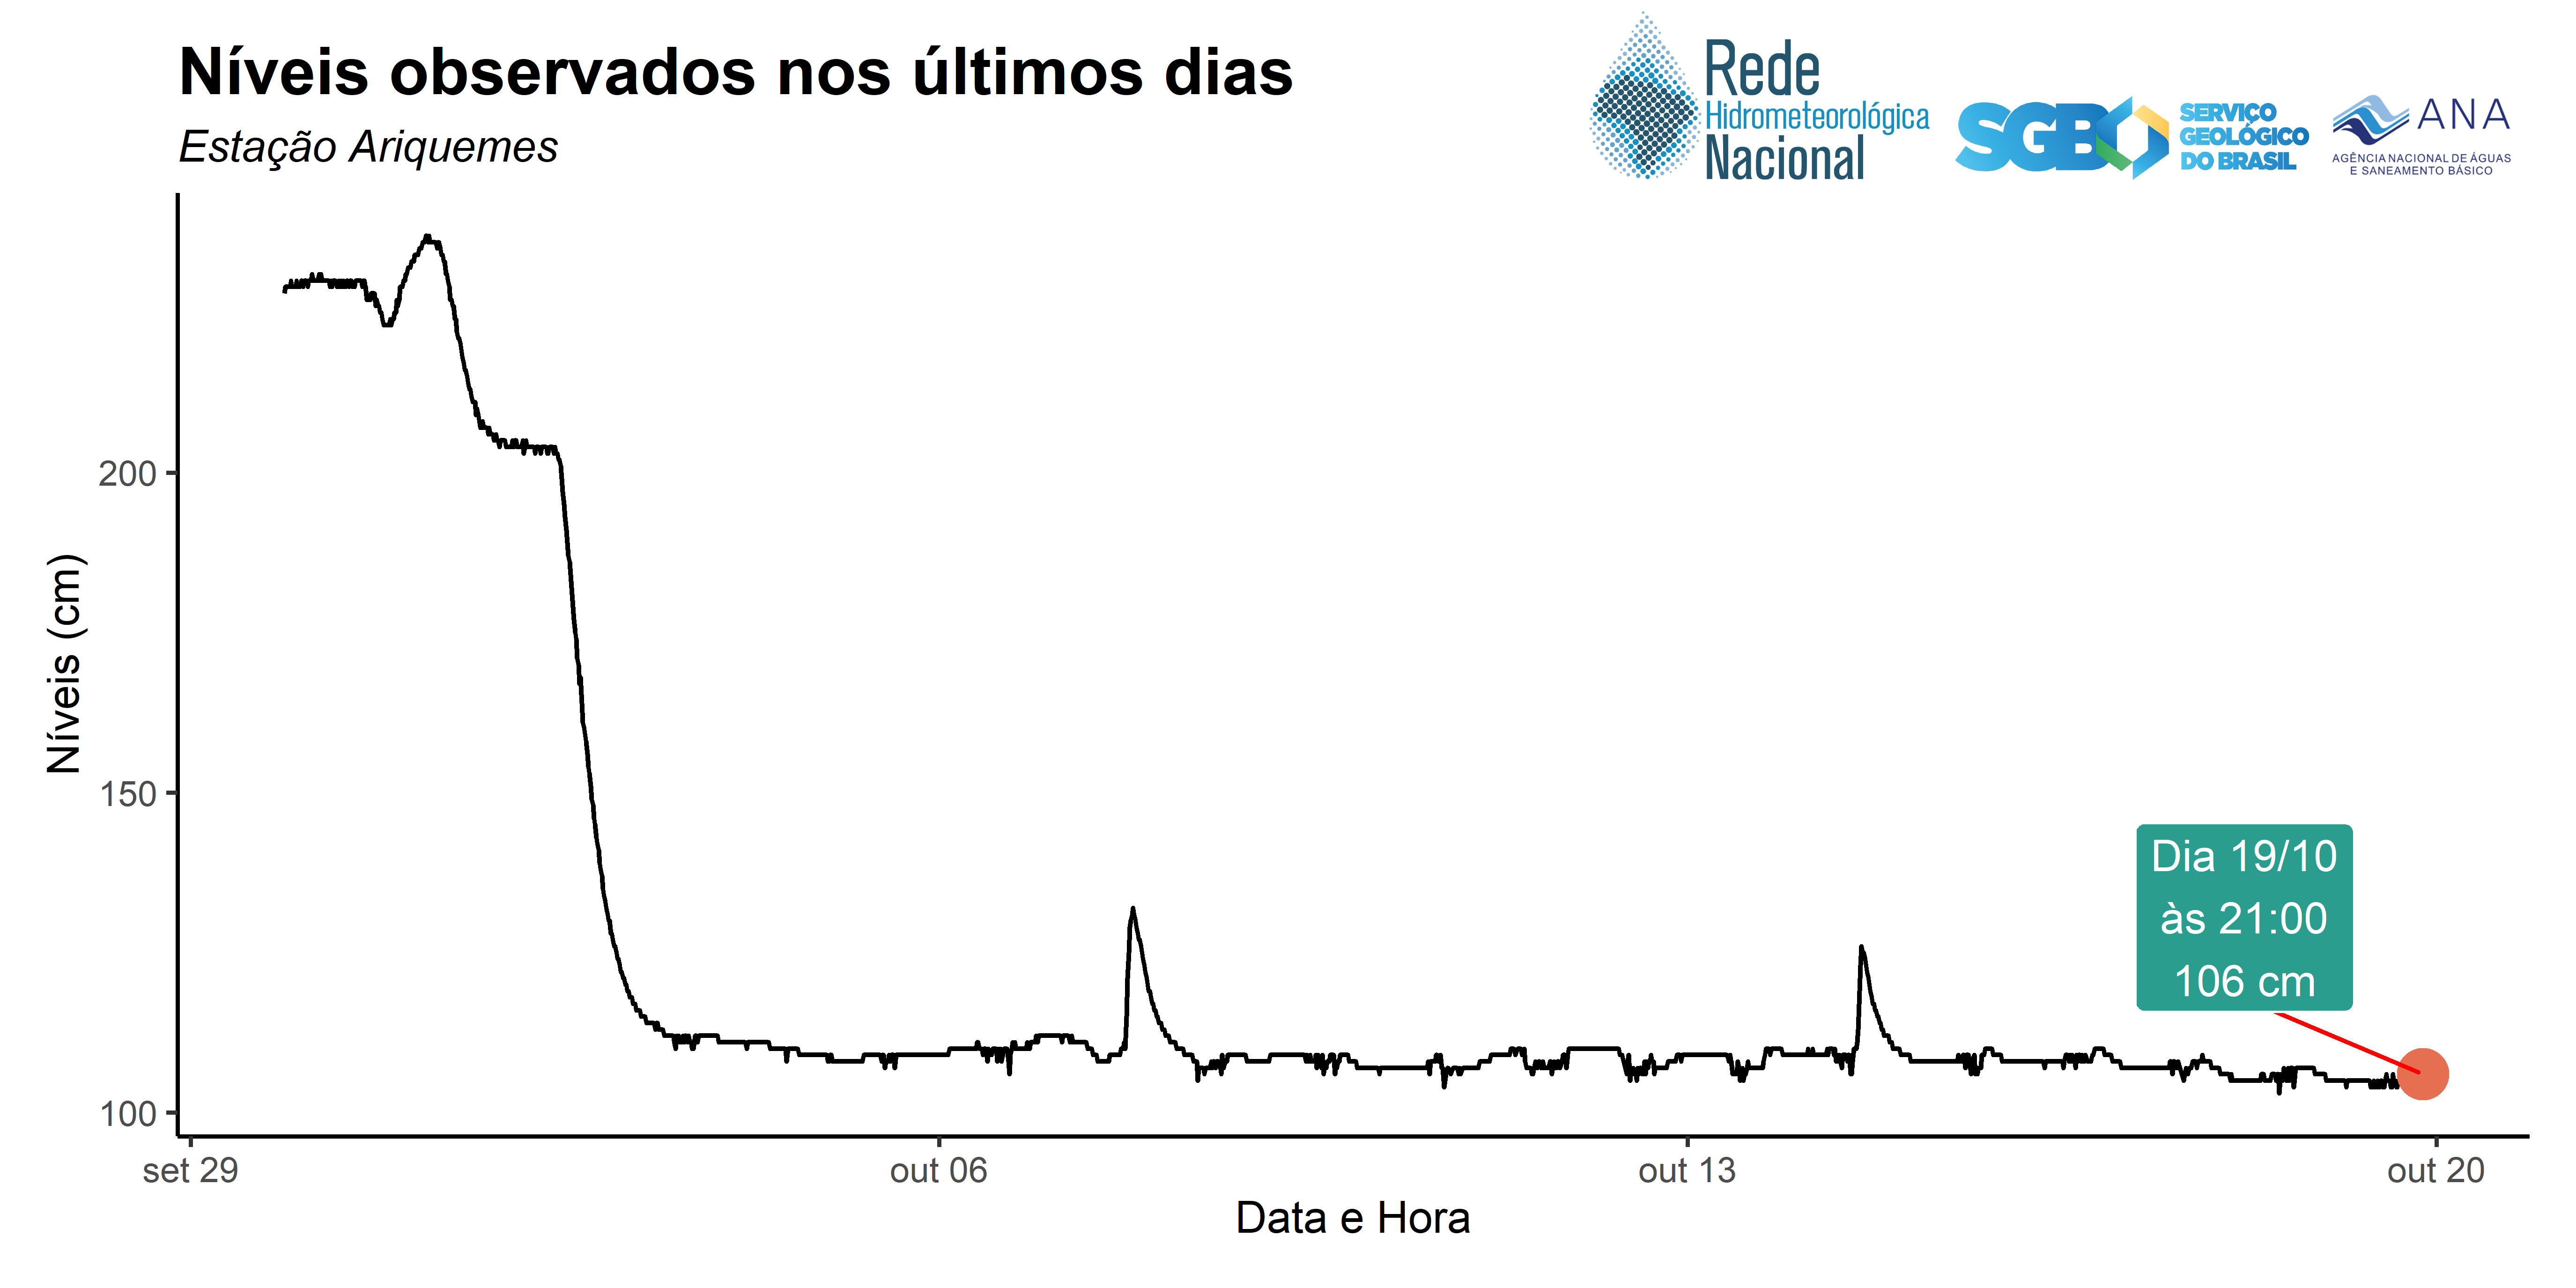 Níveis observados nos últimos dias
Estação Ariquemes
Rede
Hidrometeorológica
Nacional
SGB
SERVIÇO
GEOLÓGICO
DO BRASIL
ANA
AGÊNCIA NACIONAL DE ÁGUAS
E SANEAMENTO BÁSICO
Níveis (cm)
200
150
100
Dia 19/10
às 21:00
106 cm
set 29
out 06
out 13
out 20
Data e Hora